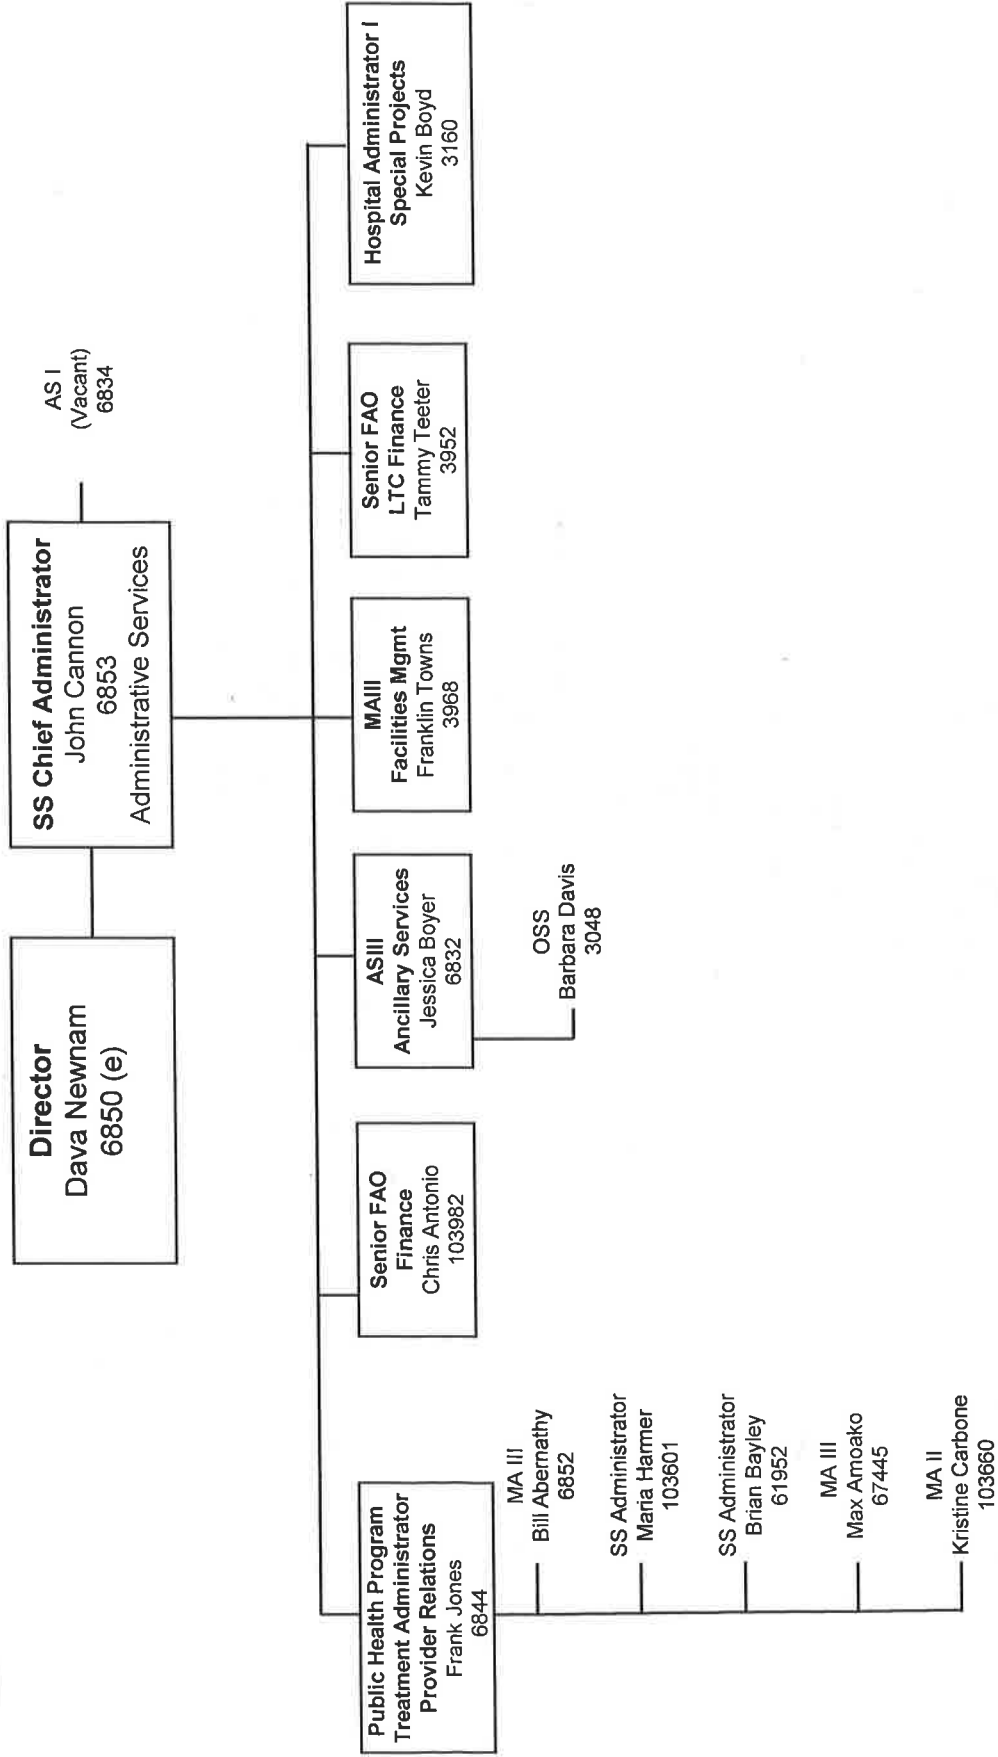 Director
Dava Newnam
6850 (e)
SS Chief Administrator
John Cannon
6853
Administrative Services
AS I
(Vacant)
6834
Public Health Program
Treatment Administrator
Provider Relations
Frank Jones
6844
MA III
Bill Abernathy
6852
SS Administrator
Maria Harmer
103601
SS Administrator
Brian Bayley
61952
MA III
Max Amoako
67445
MA II
Kristine Carbone
103660
Senior FAO
Finance
Chris Antonio
103982
ASIII
Ancillary Services
Jessica Boyer
6832
OSS
Barbara Davis
3048
MAIII
Facilities Mgmt
Franklin Towns
3968
Senior FAO
LTC Finance
Tammy Teeter
3952
Hospital Administrator I
Special Projects
Kevin Boyd
3160